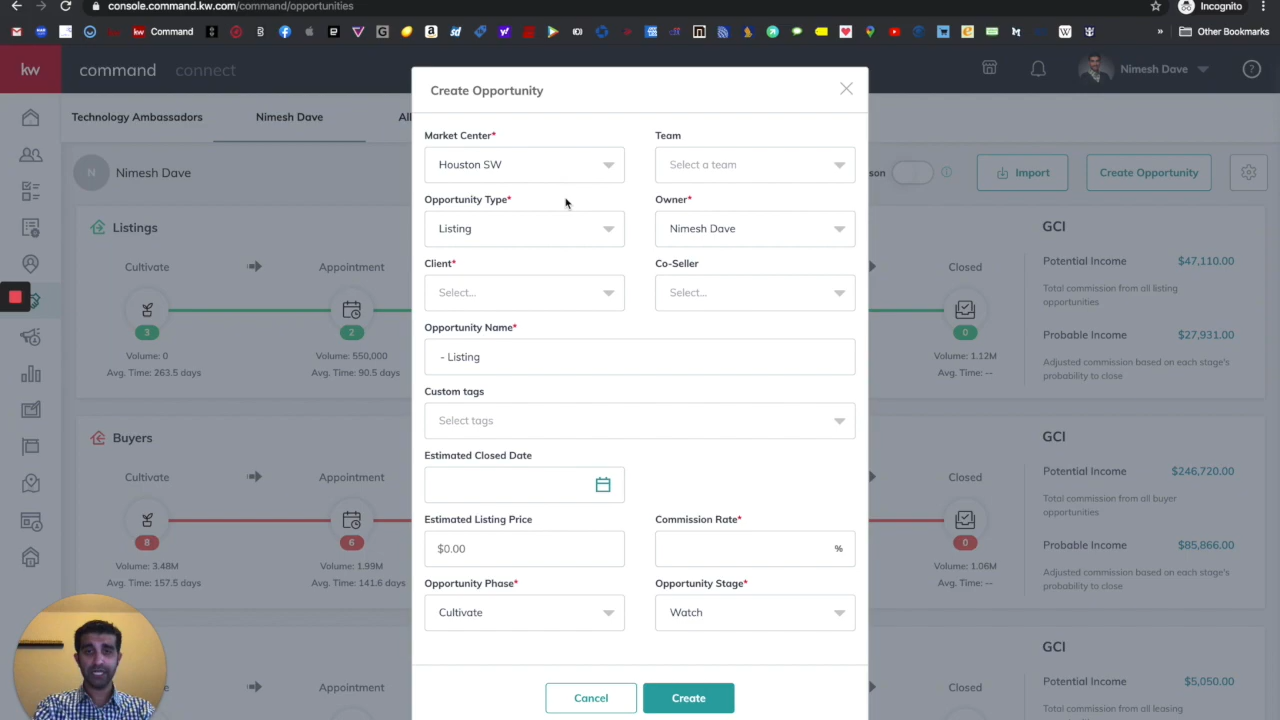 console.command.kw.com/command/opportunities
Incognito
Command
Other Bookmarks
kw
command
connect
Nimesh Dave
Technology Ambassadors
Nimesh Dave
All
N
Nimesh Dave
son
Import
Create Opportunity
Create Opportunity
Market Center*
Team
Houston SW
Select a team
Opportunity Type*
Owner*
Listing
Nimesh Dave
Client*
Co-Seller
Select...
Select...
Opportunity Name*
- Listing
Custom tags
Select tags
Estimated Closed Date
Estimated Listing Price
Commission Rate*
$0.00
%
Opportunity Phase*
Opportunity Stage*
Cultivate
Watch
Cancel
Create
Listings
Cultivate
Appointment
Closed
3
2
0
Volume: 0
Volume: 550,000
Volume: 1.12M
Avg. Time: 263.5 days
Avg. Time: 90.5 days
Avg. Time: --
GCI
Potential Income
$47,110.00
Total commission from all listing
opportunities
Probable Income
$27,931.00
Adjusted commission based on each stage's
probability to close
Buyers
Cultivate
Appointment
Closed
8
6
0
Volume: 3.48M
Volume: 1.99M
Volume: 1.06M
Avg. Time: 157.5 days
Avg. Time: 141.6 days
Avg. Time: --
GCI
Potential Income
$246,720.00
Total commission from all buyer
opportunities
Probable Income
$85,866.00
Adjusted commission based on each stage's
probability to close
Appointment
Closed
GCI
Potential Income
$5,050.00
Total commission from all leasing